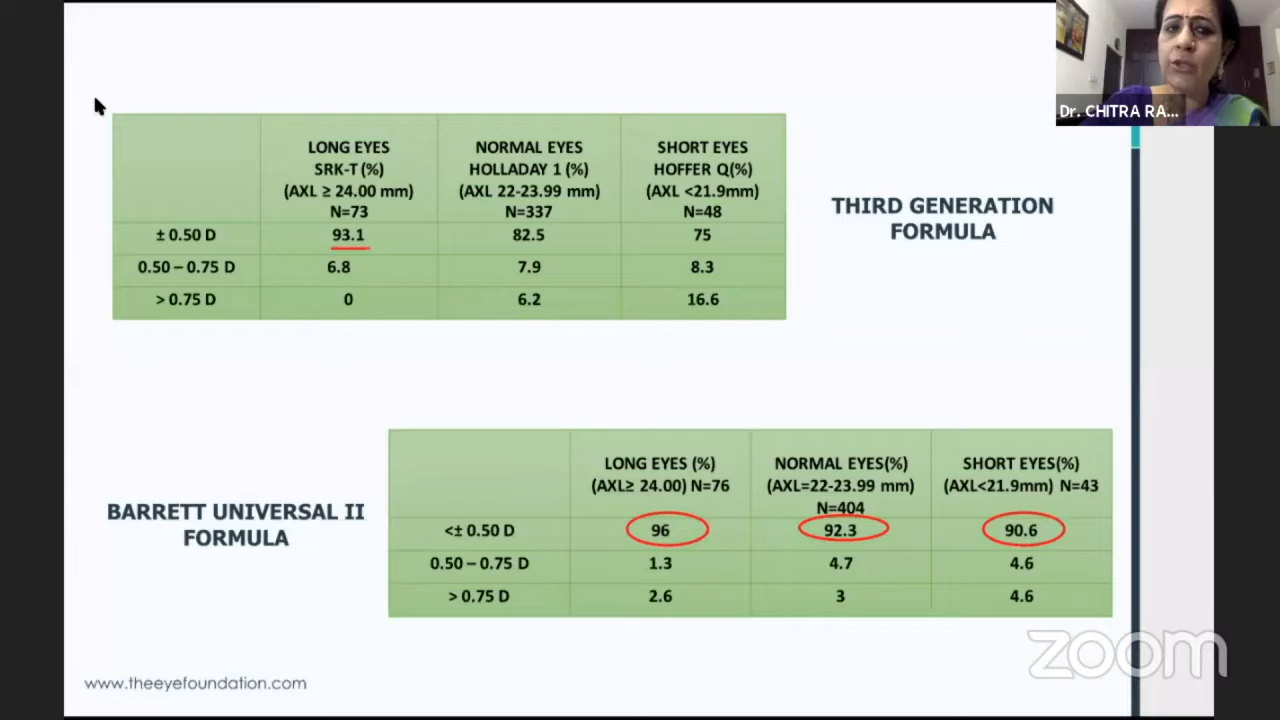 Dr. CHITRA RA...
LONG EYES
SRK-T (%)
(AXL ≥ 24.00 mm)
N=73
NORMAL EYES
HOLLADAY 1 (%)
(AXL 22-23.99 mm)
N=337
SHORT EYES
HOFFER Q(%)
(AXL <21.9mm)
N=48
± 0.50 D 93.1 82.5 75
0.50 – 0.75 D 6.8 7.9 8.3
> 0.75 D 0 6.2 16.6
THIRD GENERATION
FORMULA
BARRETT UNIVERSAL II
FORMULA
LONG EYES (%)
(AXL≥ 24.00) N=76
NORMAL EYES(%)
(AXL=22-23.99 mm)
N=404
SHORT EYES(%)
(AXL<21.9mm) N=43
<± 0.50 D 96 92.3 90.6
0.50 – 0.75 D 1.3 4.7 4.6
> 0.75 D 2.6 3 4.6
www.theeyefoundation.com
zoom